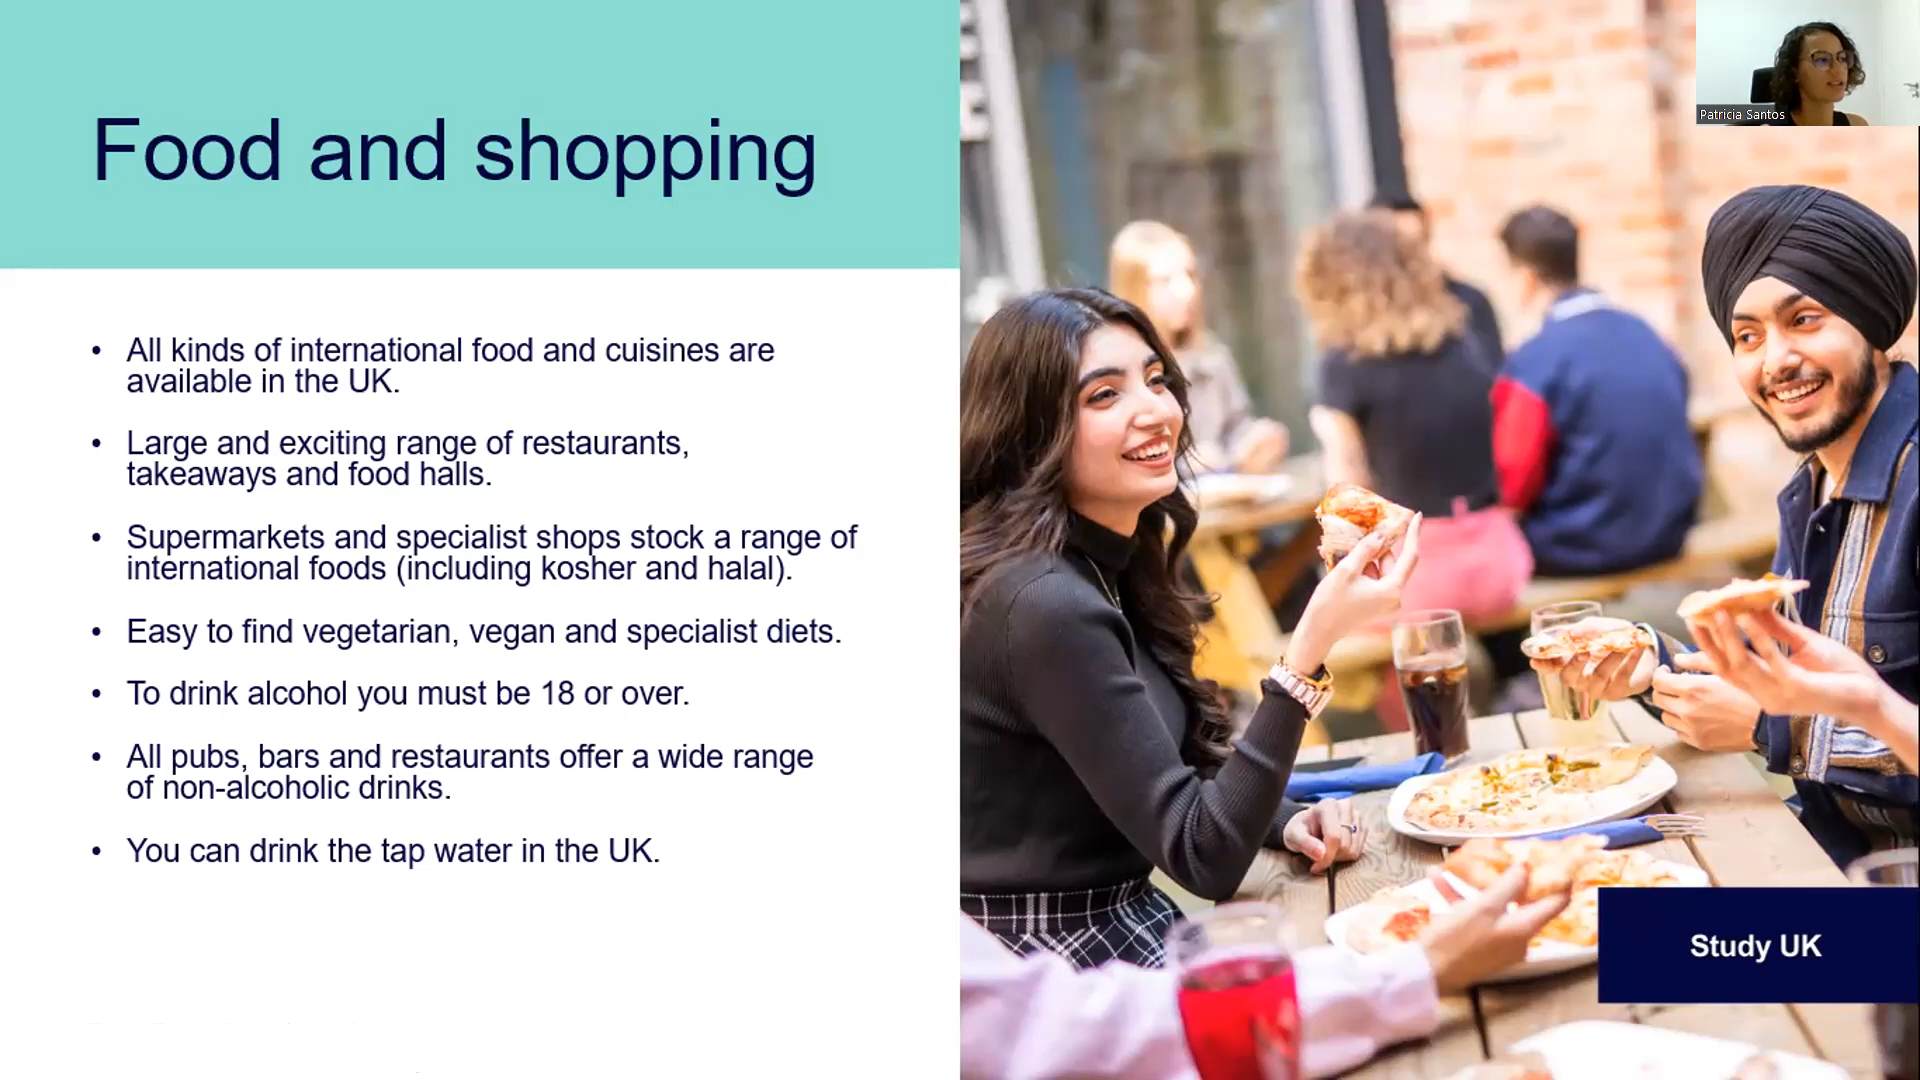 Food and shopping
Patricia Santos
• All kinds of international food and cuisines are
available in the UK.
• Large and exciting range of restaurants,
takeaways and food halls.
• Supermarkets and specialist shops stock a range of
international foods (including kosher and halal).
• Easy to find vegetarian, vegan and specialist diets.
• To drink alcohol you must be 18 or over.
• All pubs, bars and restaurants offer a wide range
of non-alcoholic drinks.
• You can drink the tap water in the UK.
Study UK